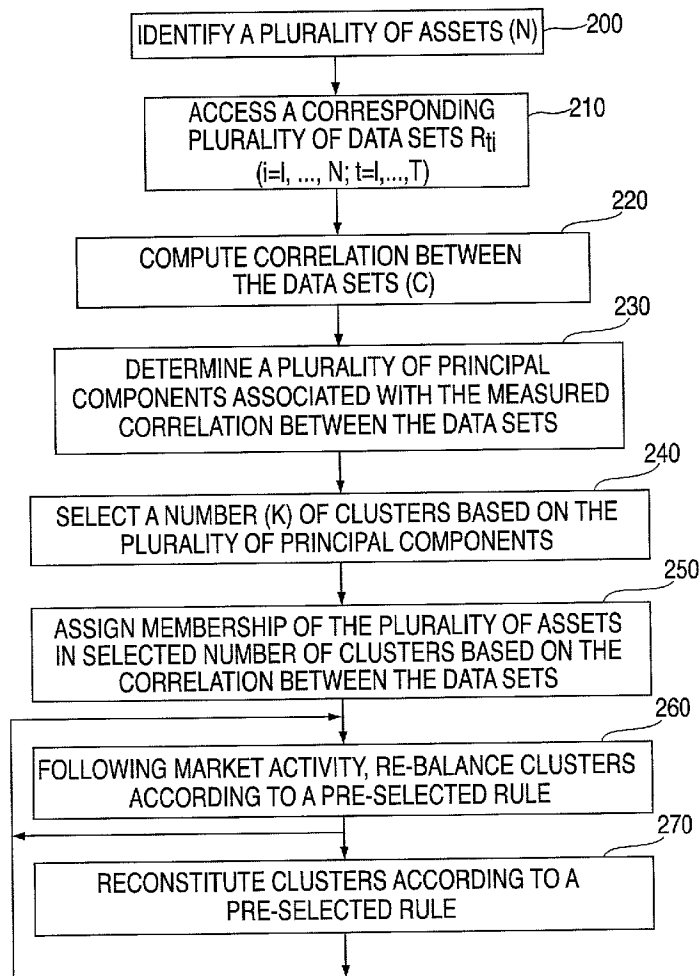 IDENTIFY A PLURALITY OF ASSETS (N)
200
ACCESS A CORRESPONDING
PLURALITY OF DATA SETS Rti
(i=I, ..., N; t=I,...,T)
210
COMPUTE CORRELATION BETWEEN
THE DATA SETS (C)
220
DETERMINE A PLURALITY OF PRINCIPAL
COMPONENTS ASSOCIATED WITH THE MEASURED
CORRELATION BETWEEN THE DATA SETS
230
SELECT A NUMBER (K) OF CLUSTERS BASED ON THE
PLURALITY OF PRINCIPAL COMPONENTS
240
ASSIGN MEMBERSHIP OF THE PLURALITY OF ASSETS
IN SELECTED NUMBER OF CLUSTERS BASED ON THE
CORRELATION BETWEEN THE DATA SETS
250
FOLLOWING MARKET ACTIVITY, RE-BALANCE CLUSTERS
ACCORDING TO A PRE-SELECTED RULE
260
RECONSTITUTE CLUSTERS ACCORDING TO A
PRE-SELECTED RULE
270